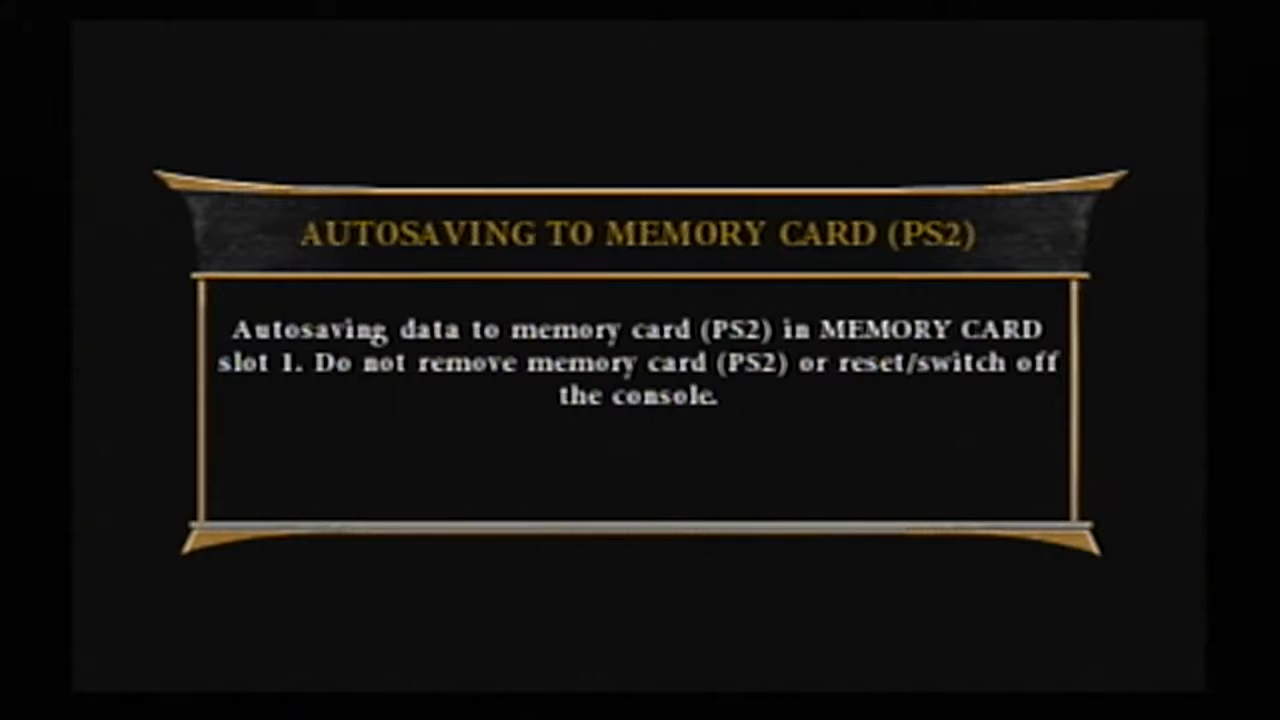 AUTOSAVING TO MEMORY CARD (PS2)
Autosaving data to memory card (PS2) in MEMORY CARD
slot 1. Do not remove memory card (PS2) or reset/switch off
the console.